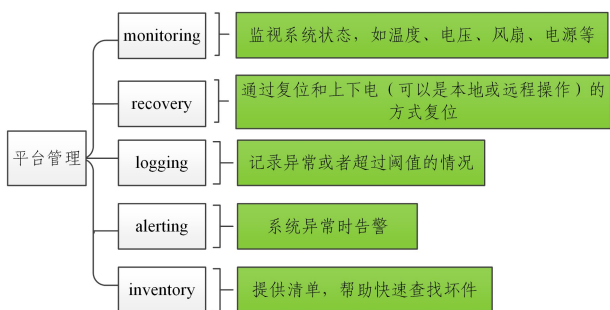 monitoring
监视系统状态，如温度、电压、风扇、电源等
recovery
通过复位和上下电（可以是本地或远程操作）的
方式复位
平台管理
logging
记录异常或者超过阈值的情况
alerting
系统异常时告警
inventory
提供清单，帮助快速查找坏件